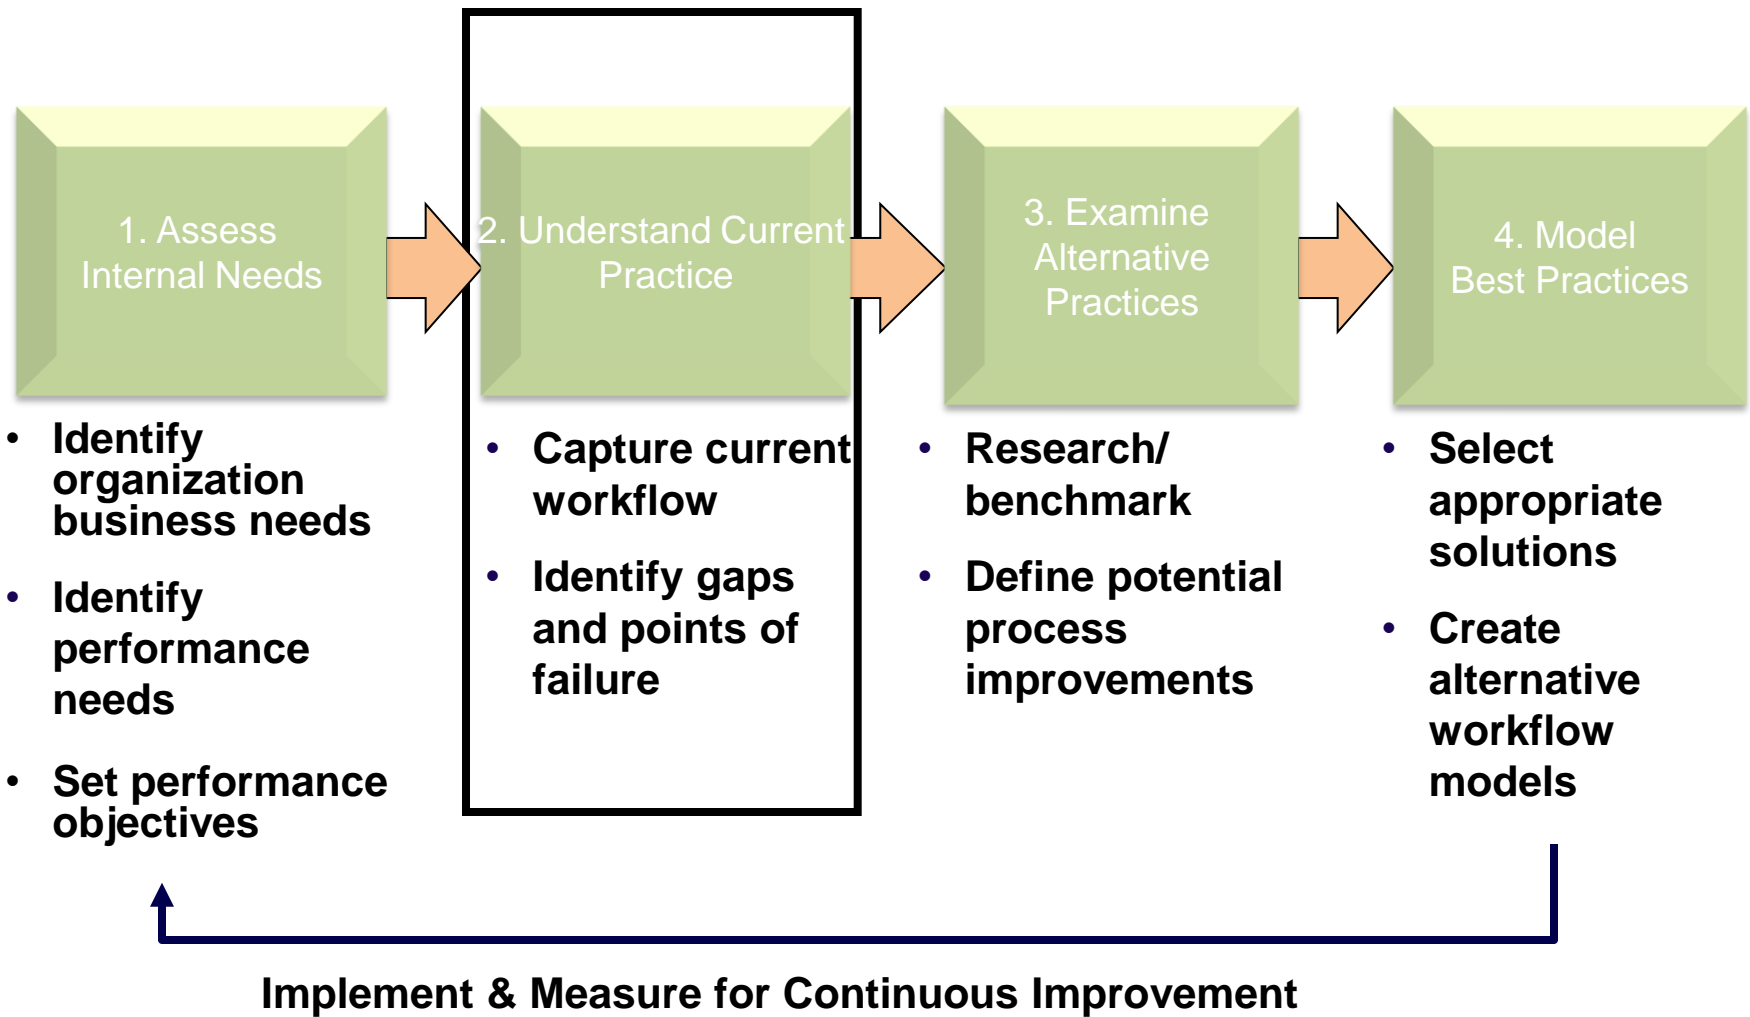 1. Assess
Internal Needs
2. Understand Current
Practice
3. Examine
Alternative
Practices
4. Model
Best Practices
• Identify
organization
business needs
• Identify
performance
needs
• Set performance
objectives
• Capture current
workflow
• Identify gaps
and points of
failure
• Research/
benchmark
• Define potential
process
improvements
• Select
appropriate
solutions
• Create
alternative
workflow
models
Implement & Measure for Continuous Improvement